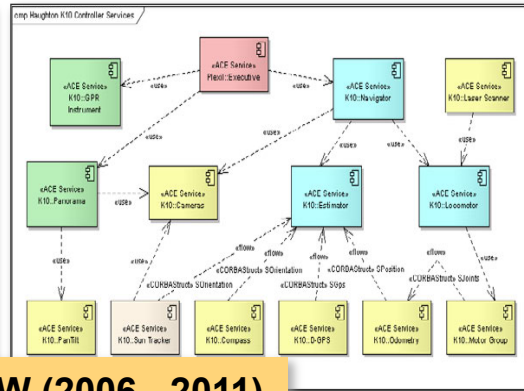 cmp Haughton K10 Controller Services
«ACE Service»
K10::GPR
Instrument
«ACE Service»
Plexil::Executive
«ACE Service»
K10::Navigator
«ACE Service»
K10::Laser Scanner
«use»
«use»
«use»
«use»
«use»
«use»
«use»
«ACE Service»
K10::Panorama
«use»
«ACE Service»
K10::Cameras
«ACE Service»
K10::Estimator
«ACE Service»
K10::Locomotor
«use»
«use»
«flow»
«flow»
«flow»
«flow»
«flow»
«use»
«CORBAStruct» SOrientation
«CORBAStruct» SOrientation
«CORBAStruct» SGps
«CORBAStruct» SPosition
«CORBAStruct» SJoints
«ACE Service»
K10::PanTilt
«ACE Service»
K10::Sun Tracker
«ACE Service»
K10::Compass
«ACE Service»
K10::D-GPS
«ACE Service»
K10::Odometry
«ACE Service»
K10::Motor Group
(2006 - 2011)